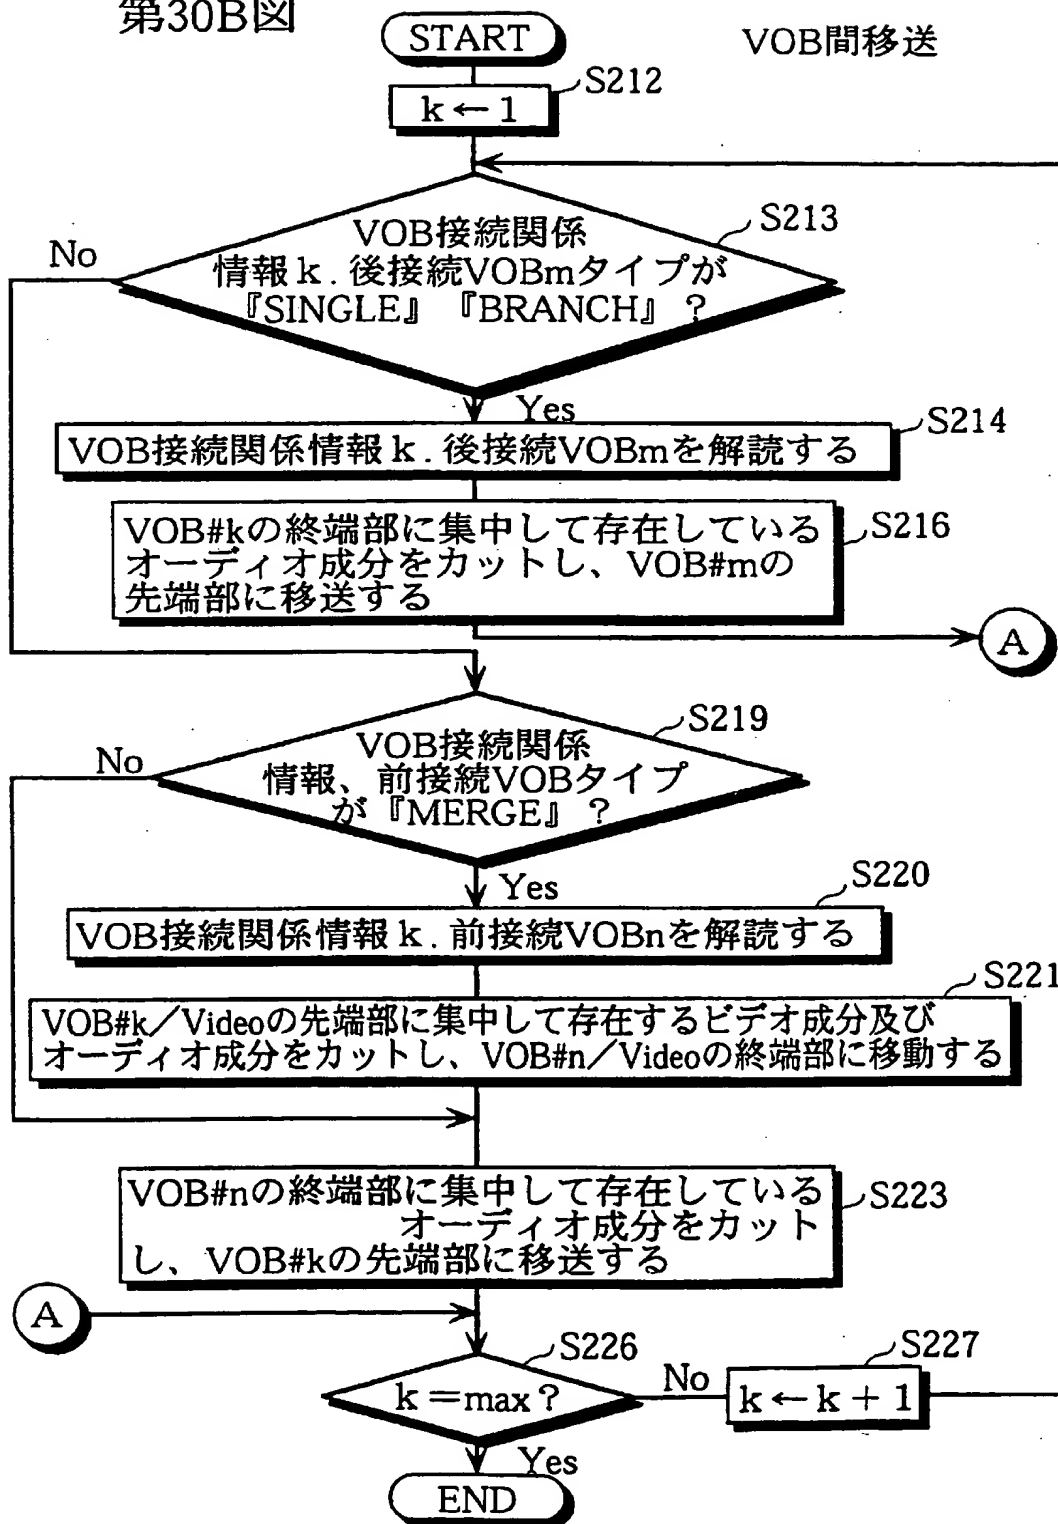 第30B図
START
VOB間移送
S212
k←1
S213
No
VOB接続関係
情報k.後接続VOBmタイプが
『SINGLE』『BRANCH』?
Yes
S214
VOB接続関係情報k.後接続VOBmを解読する
S216
VOB#kの終端部に集中して存在している
オーディオ成分をカットし、VOB#mの
先端部に移送する
A
S219
No
VOB接続関係
情報、前接続VOBタイプ
が『MERGE』?
Yes
S220
VOB接続関係情報k.前接続VOBnを解読する
S221
VOB#k/Videoの先端部に集中して存在するビデオ成分及び
オーディオ成分をカットし、VOB#n/Videoの終端部に移動する
S223
VOB#nの終端部に集中して存在している
オーディオ成分をカット
し、VOB#kの先端部に移送する
A
S226
k=max?
No
S227
k←k+1
Yes
END